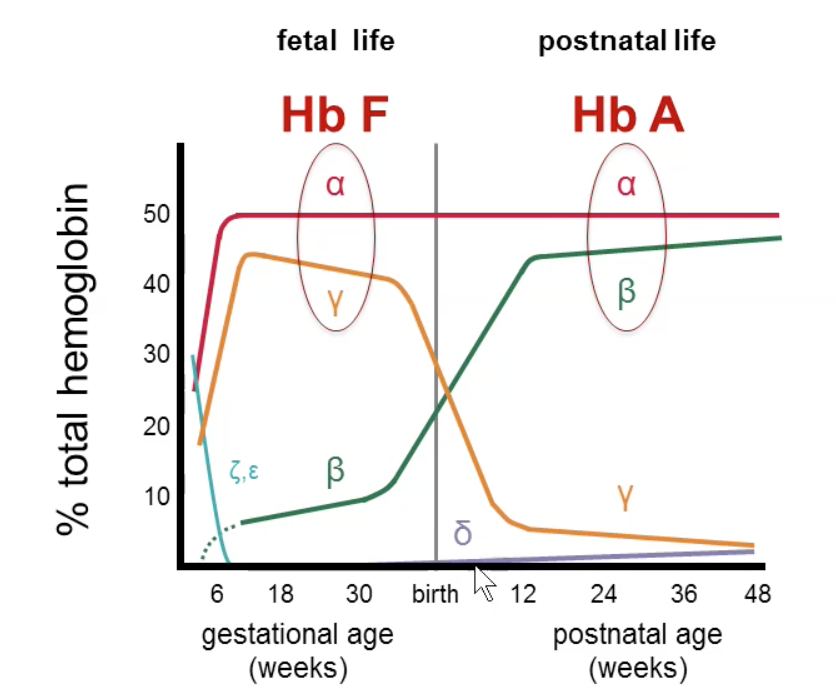 fetal life
postnatal life
Hb F
Hb A
% total hemoglobin
50
40
30
20
10
α
γ
α
β
ζ,ε
β
δ
γ
6 18 30 birth 12 24 36 48
gestational age
(weeks)
postnatal age
(weeks)